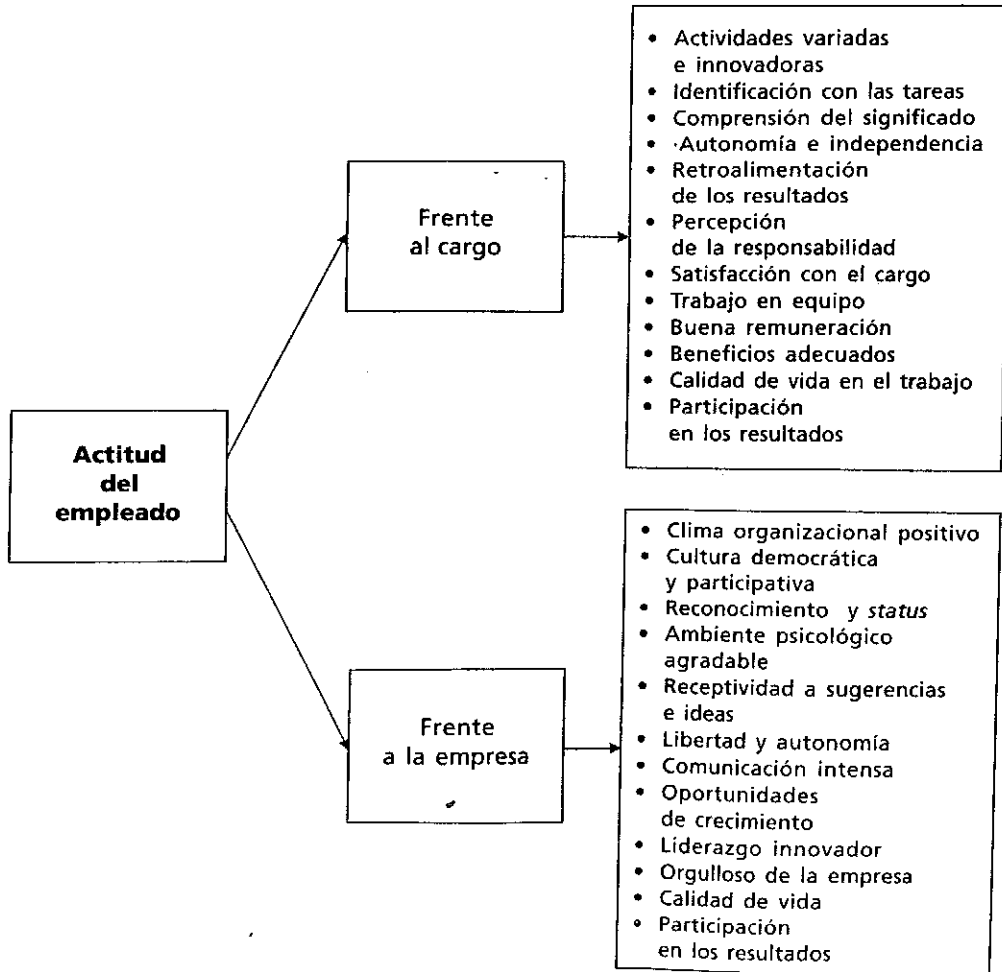 Actitud
del
empleado
Frente
al cargo
• Actividades variadas
e innovadoras
• Identificación con las tareas
• Comprensión del significado
• ·Autonomía e independencia
• Retroalimentación
de los resultados
• Percepción
de la responsabilidad
• Satisfacción con el cargo
• Trabajo en equipo
• Buena remuneración
• Beneficios adecuados
• Calidad de vida en el trabajo
• Participación
en los resultados
Frente
a la empresa
• Clima organizacional positivo
• Cultura democrática
y participativa
• Reconocimiento y status
• Ambiente psicológico
agradable
• Receptividad a sugerencias
e ideas
• Libertad y autonomía
• Comunicación intensa
• Oportunidades
de crecimiento
• Liderazgo innovador
• Orgulloso de la empresa
• Calidad de vida
• Participación
en los resultados